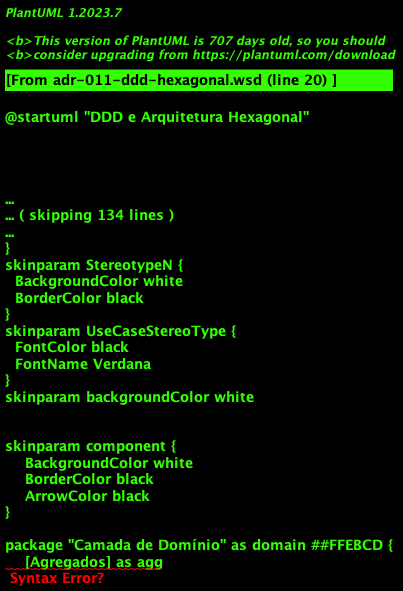 PlantUML 1.2023.7
<b>This version of PlantUML is 707 days old, so you should
<b>consider upgrading from https://plantuml.com/download
[From adr-011-ddd-hexagonal.wsd (line 20) ]
@startuml "DDD e Arquitetura Hexagonal"
...
... ( skipping 134 lines )
...
}
skinparam StereotypeN {
BackgroundColor white
BorderColor black
}
skinparam UseCaseStereoType {
FontColor black
FontName Verdana
}
skinparam backgroundColor white
skinparam component {
BackgroundColor white
BorderColor black
ArrowColor black
}
package "Camada de Domínio" as domain ##FFEBCD {
[Agregados] as agg
Syntax Error?